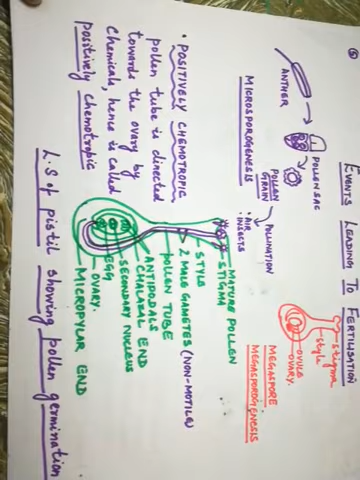 EVENTS LEADING TO FERTILISATION
ANTHER
POLLEN SAC
POLLEN
GRAIN
MICROSPOROGENESIS
POLLINATION
• AIR
• INSECTS
stigma
style
OVULE
OVARY.
MEGASPORE
MEGASPOROGENESIS
• POSITIVELY CHEMOTROPIC
pollen tube is directed
towards the ovary by
Chemicals, hence is called
positively chemotropic
MATURE POLLEN
STIGMA
STYLE
2 MALE GAMETES (NON-MOTILE)
POLLEN TUBE
ANTIPODALS
CHALAZAL END
SECONDARY NUCLEUS
EGG
OVARY.
MICROPYLAR END
L.S of pistil showing pollen germination